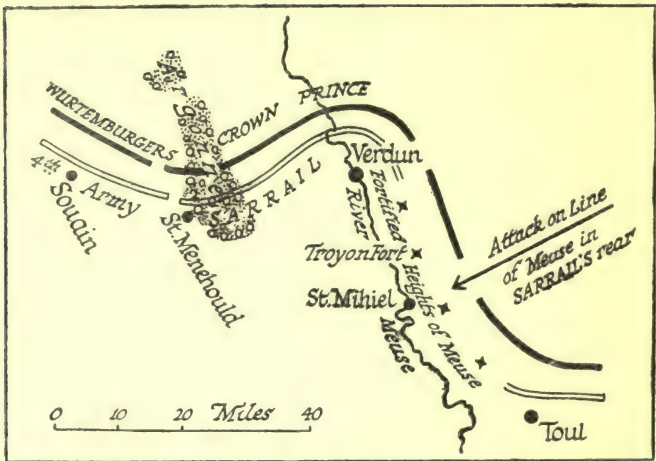 WURTEMBURGERS
Argonne
CROWN PRINCE
4th Army
SARRAIL
Souain
St. Menehould
Verdun
River
Meuse
Fortified
Heights of Meuse
Troyon Fort
St. Mihiel
Attack on Line
of Meuse in
SARRAIL'S rear
Toul
0 10 20 Miles 40